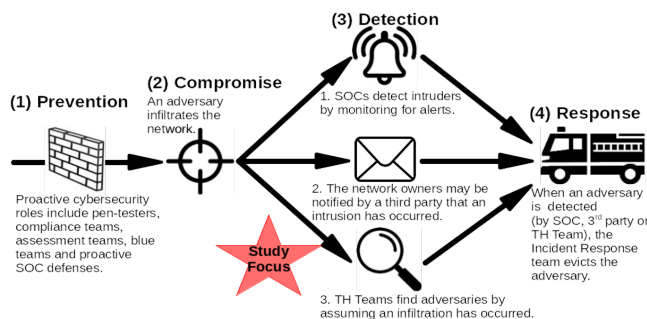 (1) Prevention
Proactive cybersecurity
roles include pen-testers,
compliance teams,
assessment teams, blue
teams and proactive
SOC defenses.
(2) Compromise
An adversary
infiltrates the
network.
(3) Detection
1. SOCs detect intruders
by monitoring for alerts.
2. The network owners may be
notified by a third party that an
intrusion has occurred.
Study
Focus
3. TH Teams find adversaries by
assuming an infiltration has occurred.
(4) Response
When an adversary
is detected
(by SOC, 3rd party or
TH Team), the
Incident Response
team evicts the
adversary.